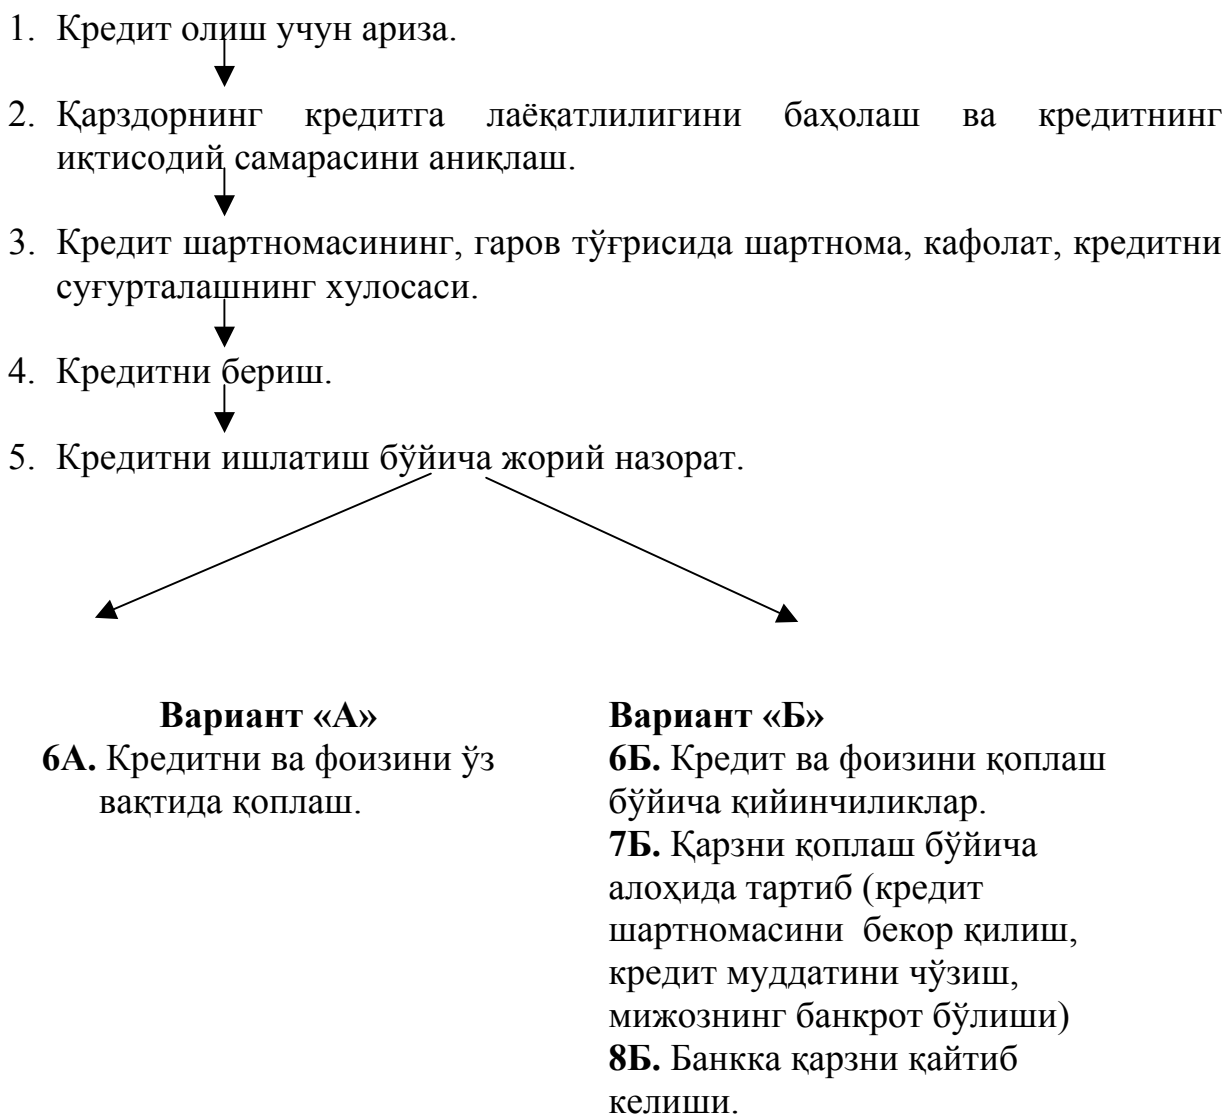 1. Кредит олиш учун ариза.
2. Қарздорнинг кредитга лаёқатлилигини баҳолаш ва кредитнинг
иқтисодий самарасини аниқлаш.
3. Кредит шартномасининг, гаров тўғрисида шартнома, кафолат, кредитни
суғурталашнинг хулосаси.
4. Кредитни бериш.
5. Кредитни ишлатиш бўйича жорий назорат.
Вариант «А»
6А. Кредитни ва фоизини ўз
вақтида қоплаш.
Вариант «Б»
6Б. Кредит ва фоизини қоплаш
бўйича қийинчиликлар.
7Б. Қарзни қоплаш бўйича
алоҳида тартиб (кредит
шартномасини бекор қилиш,
кредит муддатини чўзиш,
мижознинг банкрот бўлиши)
8Б. Банкка қарзни қайтиб
келиши.